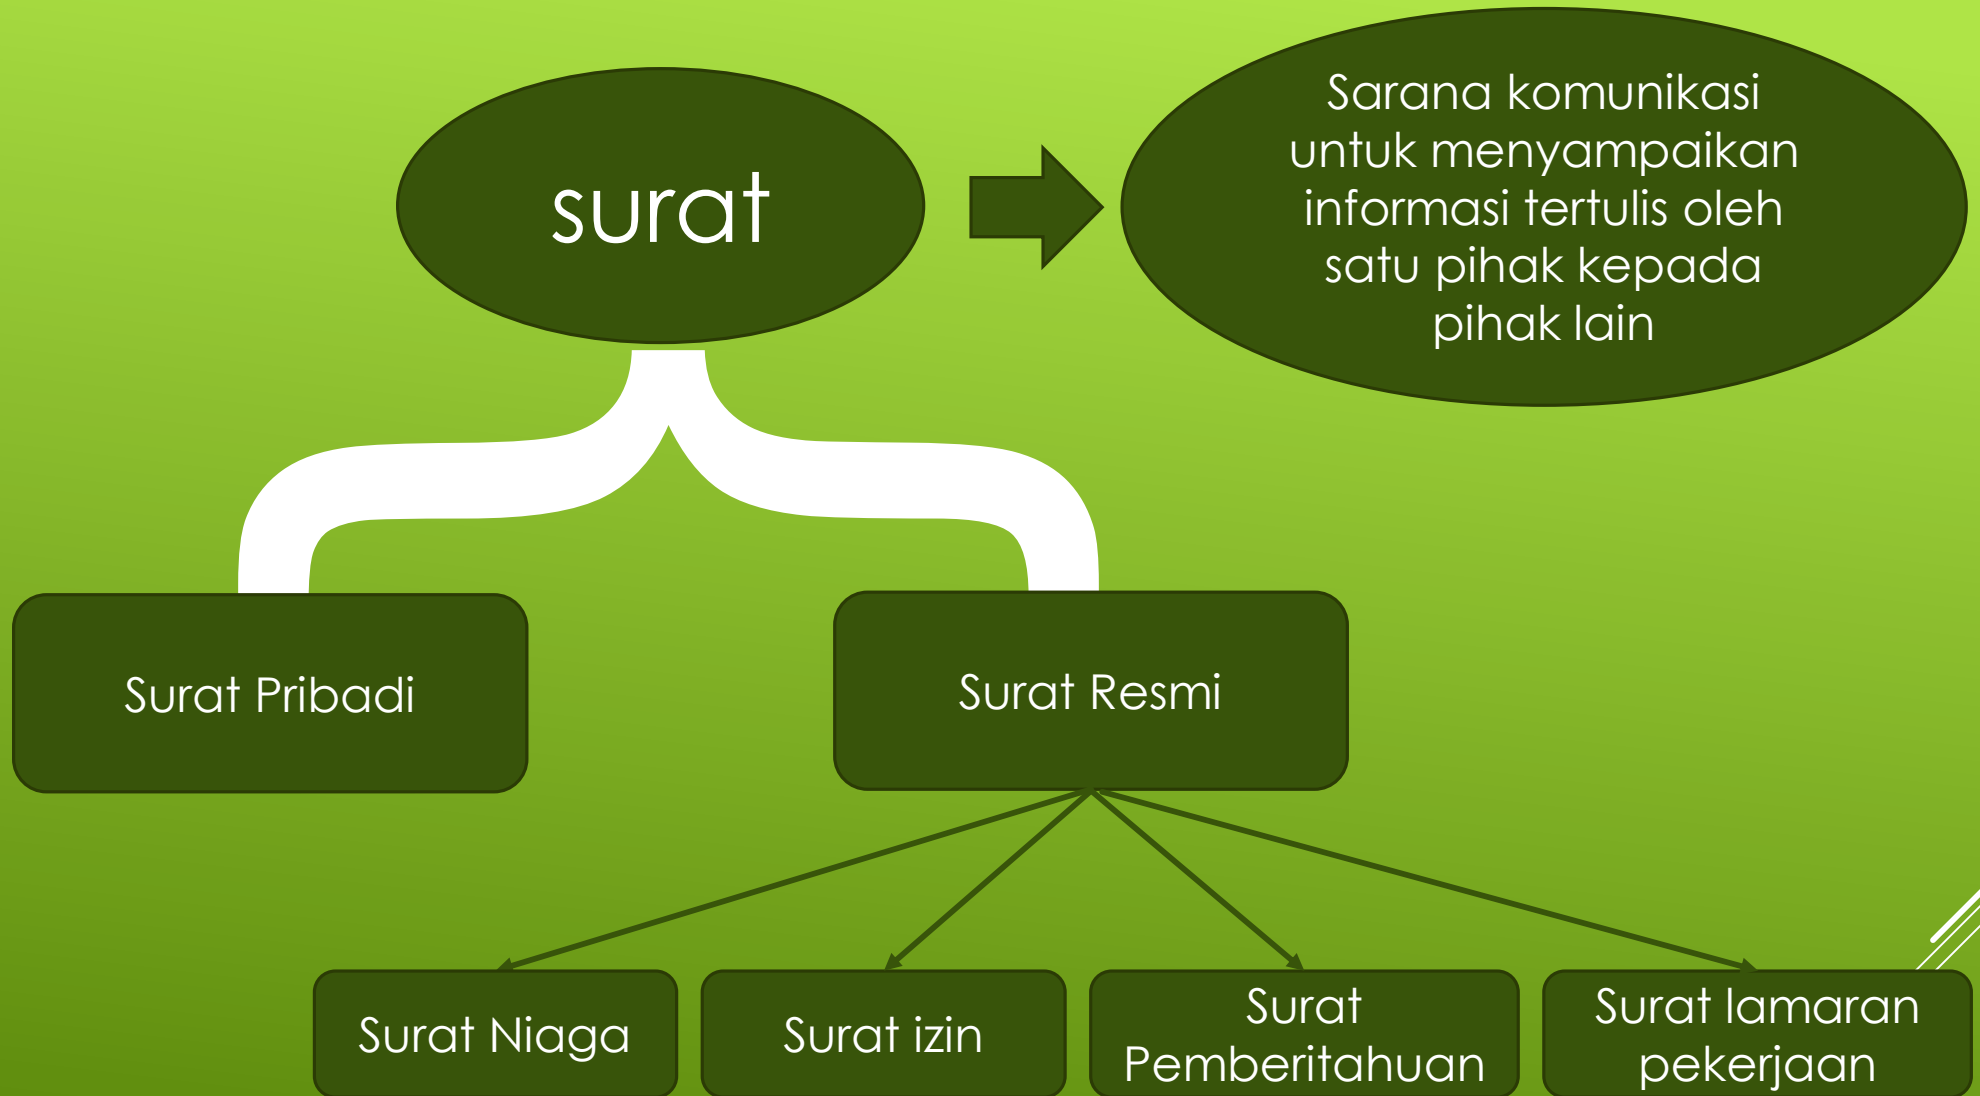 surat
Sarana komunikasi
untuk menyampaikan
informasi tertulis oleh
satu pihak kepada
pihak lain
Surat Pribadi
Surat Resmi
Surat Niaga
Surat izin
Surat
Pemberitahuan
Surat lamaran
pekerjaan